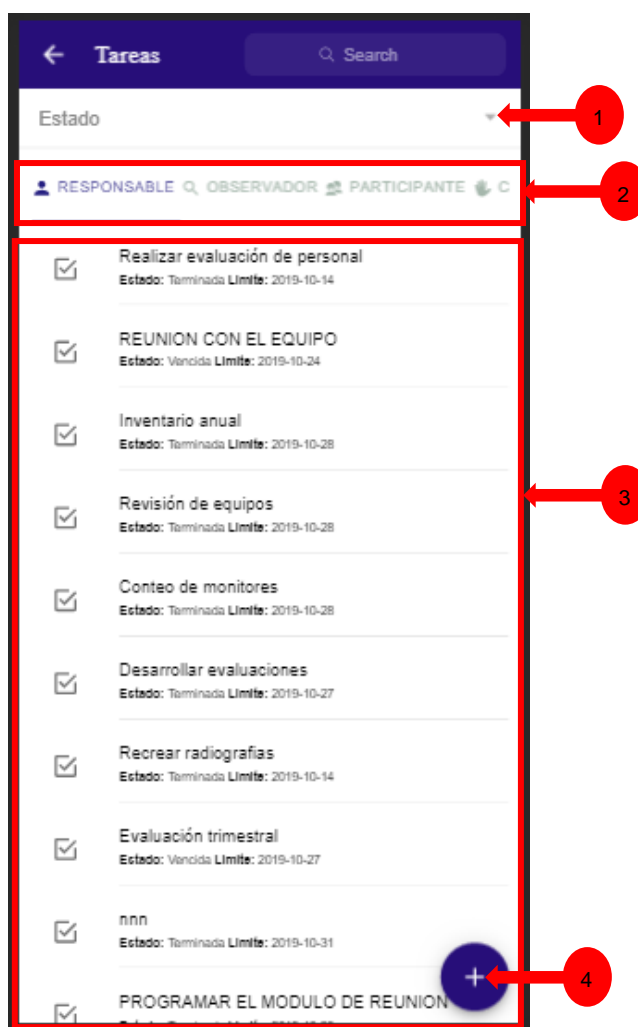 Tareas
Search
Estado
1
RESPONSABLE OBSERVADOR PARTICIPANTE C
2
Realizar evaluación de personal
Estado: Terminada Limite: 2019-10-14
REUNION CON EL EQUIPO
Estado: Vencida Limite: 2019-10-24
Inventario anual
Estado: Terminada Limite: 2019-10-28
3
Revisión de equipos
Estado: Terminada Limite: 2019-10-28
Conteo de monitores
Estado: Terminada Limite: 2019-10-28
Desarrollar evaluaciones
Estado: Terminada Limite: 2019-10-27
Recrear radiografias
Estado: Terminada Limite: 2019-10-14
Evaluación trimestral
Estado: Vencida Limite: 2019-10-27
nnn
Estado: Terminada Limite: 2019-10-31
4
PROGRAMAR EL MODULO DE REUNION